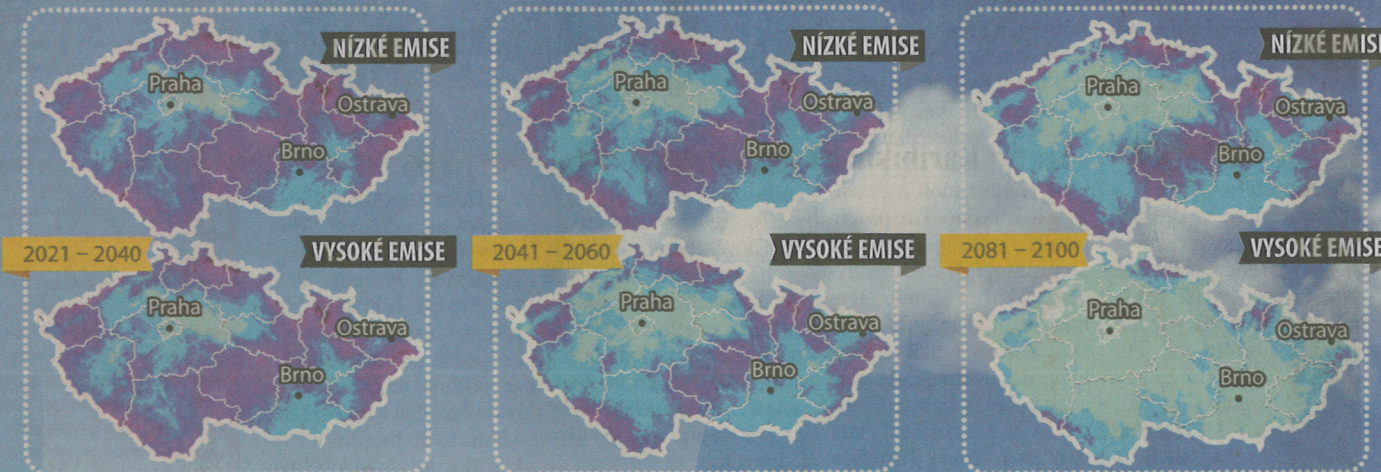 NÍZKÉ EMISE
Praha
Ostrava
Brno
NÍZKÉ EMISE
Praha
Ostrava
Brno
NÍZKÉ EMISE
Praha
Ostrava
Brno
2021 – 2040
VYSOKÉ EMISE
Praha
Ostrava
Brno
2041 – 2060
VYSOKÉ EMISE
Praha
Ostrava
Brno
2081 – 2100
VYSOKÉ EMISE
Praha
Ostrava
Brno